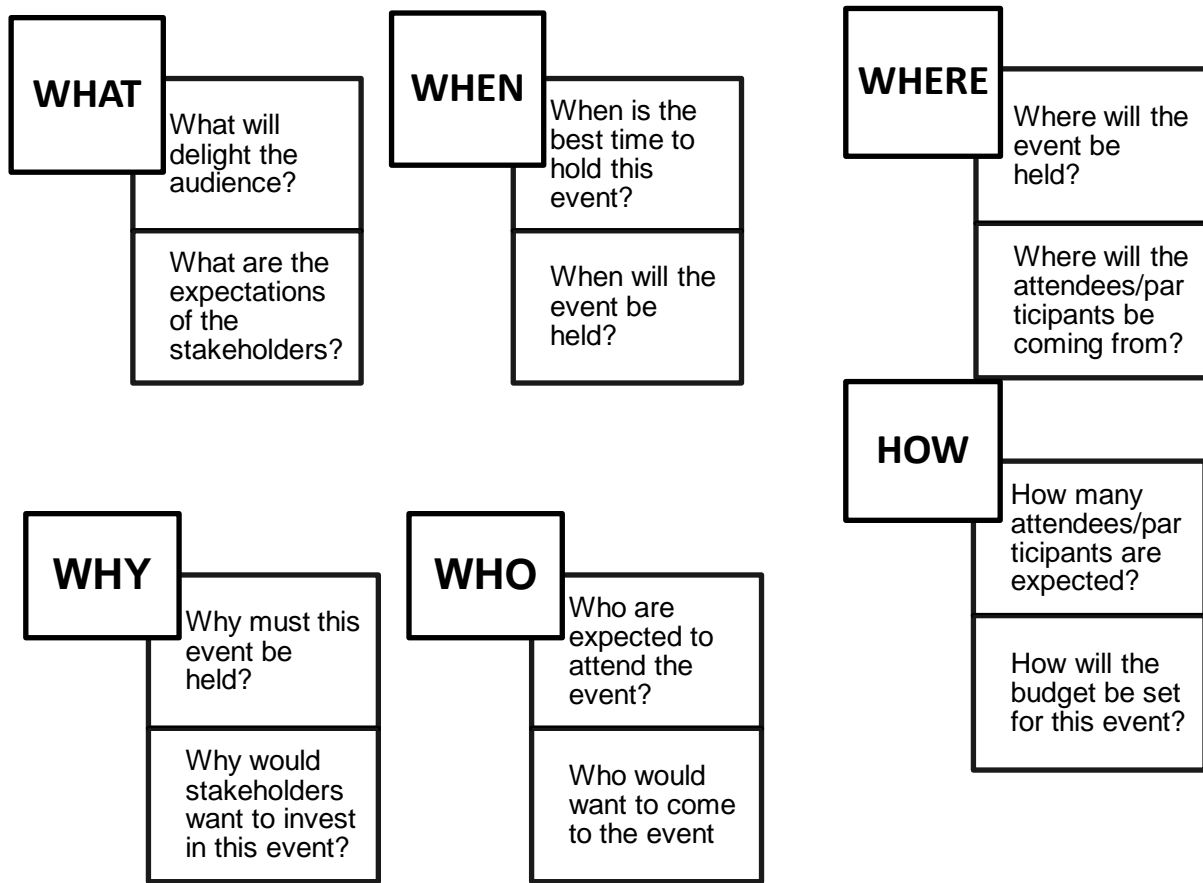 WHAT
What will
delight the
audience?
What are the
expectations
of the
stakeholders?
WHEN
When is the
best time to
hold this
event?
When will the
event be
held?
WHERE
Where will the
event be
held?
Where will the
attendees/par
ticipants be
coming from?
HOW
How many
attendees/par
ticipants are
expected?
How will the
budget be set
for this event?
WHY
Why must this
event be
held?
Why would
stakeholders
want to invest
in this event?
WHO
Who are
expected to
attend the
event?
Who would
want to come
to the event